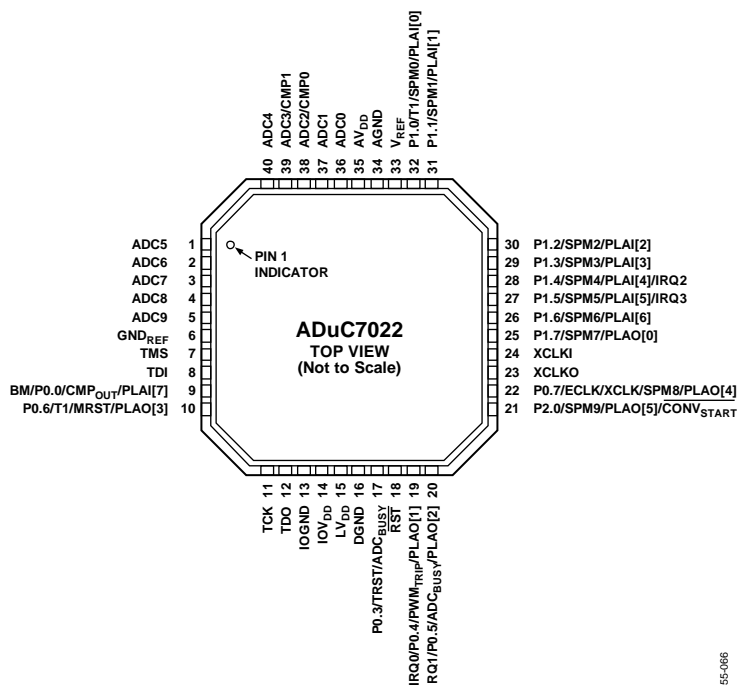 40 ADC4
39 ADC3/CMP1
38 ADC2/CMP0
37 ADC1
36 ADC0
35 AVDD
34 AGND
33 VREF
32 P1.0/T1/SPM0/PLAI[0]
31 P1.1/SPM1/PLAI[1]
ADC5 1
ADC6 2
ADC7 3
ADC8 4
ADC9 5
GNDREF 6
TMS 7
TDI 8
BM/P0.0/CMPOUT/PLAI[7] 9
P0.6/T1/MRST/PLAO[3] 10
PIN 1
INDICATOR
ADuC7022
TOP VIEW
(Not to Scale)
30 P1.2/SPM2/PLAI[2]
29 P1.3/SPM3/PLAI[3]
28 P1.4/SPM4/PLAI[4]/IRQ2
27 P1.5/SPM5/PLAI[5]/IRQ3
26 P1.6/SPM6/PLAI[6]
25 P1.7/SPM7/PLAO[0]
24 XCLKI
23 XCLKO
22 P0.7/ECLK/XCLK/SPM8/PLAO[4]
21 P2.0/SPM9/PLAO[5]/CONVSTART
TCK 11
TDO 12
IOGND 13
IOVDD 14
LVDD 15
DGND 16
P0.3/TRST/ADCBUSY 17
RST 18
IRQ0/P0.4/PWMTRIP/PLAO[1] 19
RQ1/P0.5/ADCBUSY/PLAO[2] 20
55-066